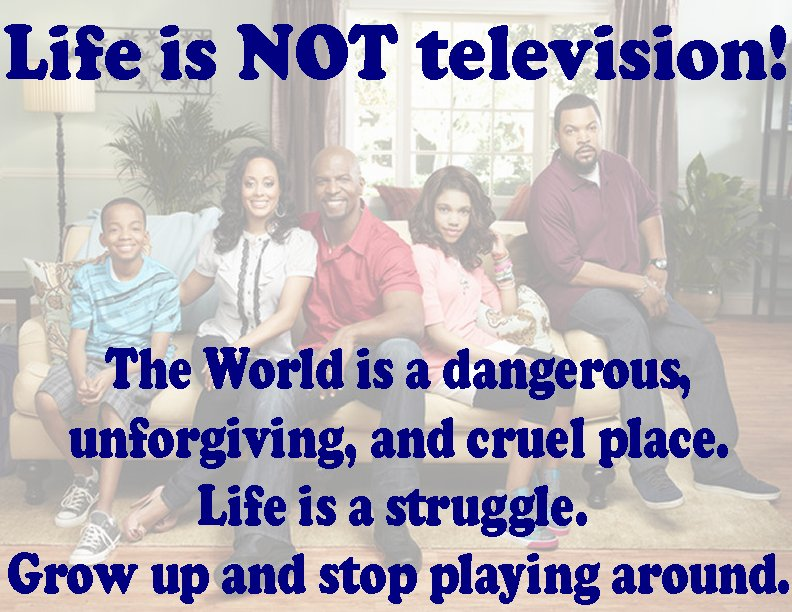 Life is NOT television!
The World is a dangerous,
unforgiving, and cruel place.
Life is a struggle.
Grow up and stop playing around.